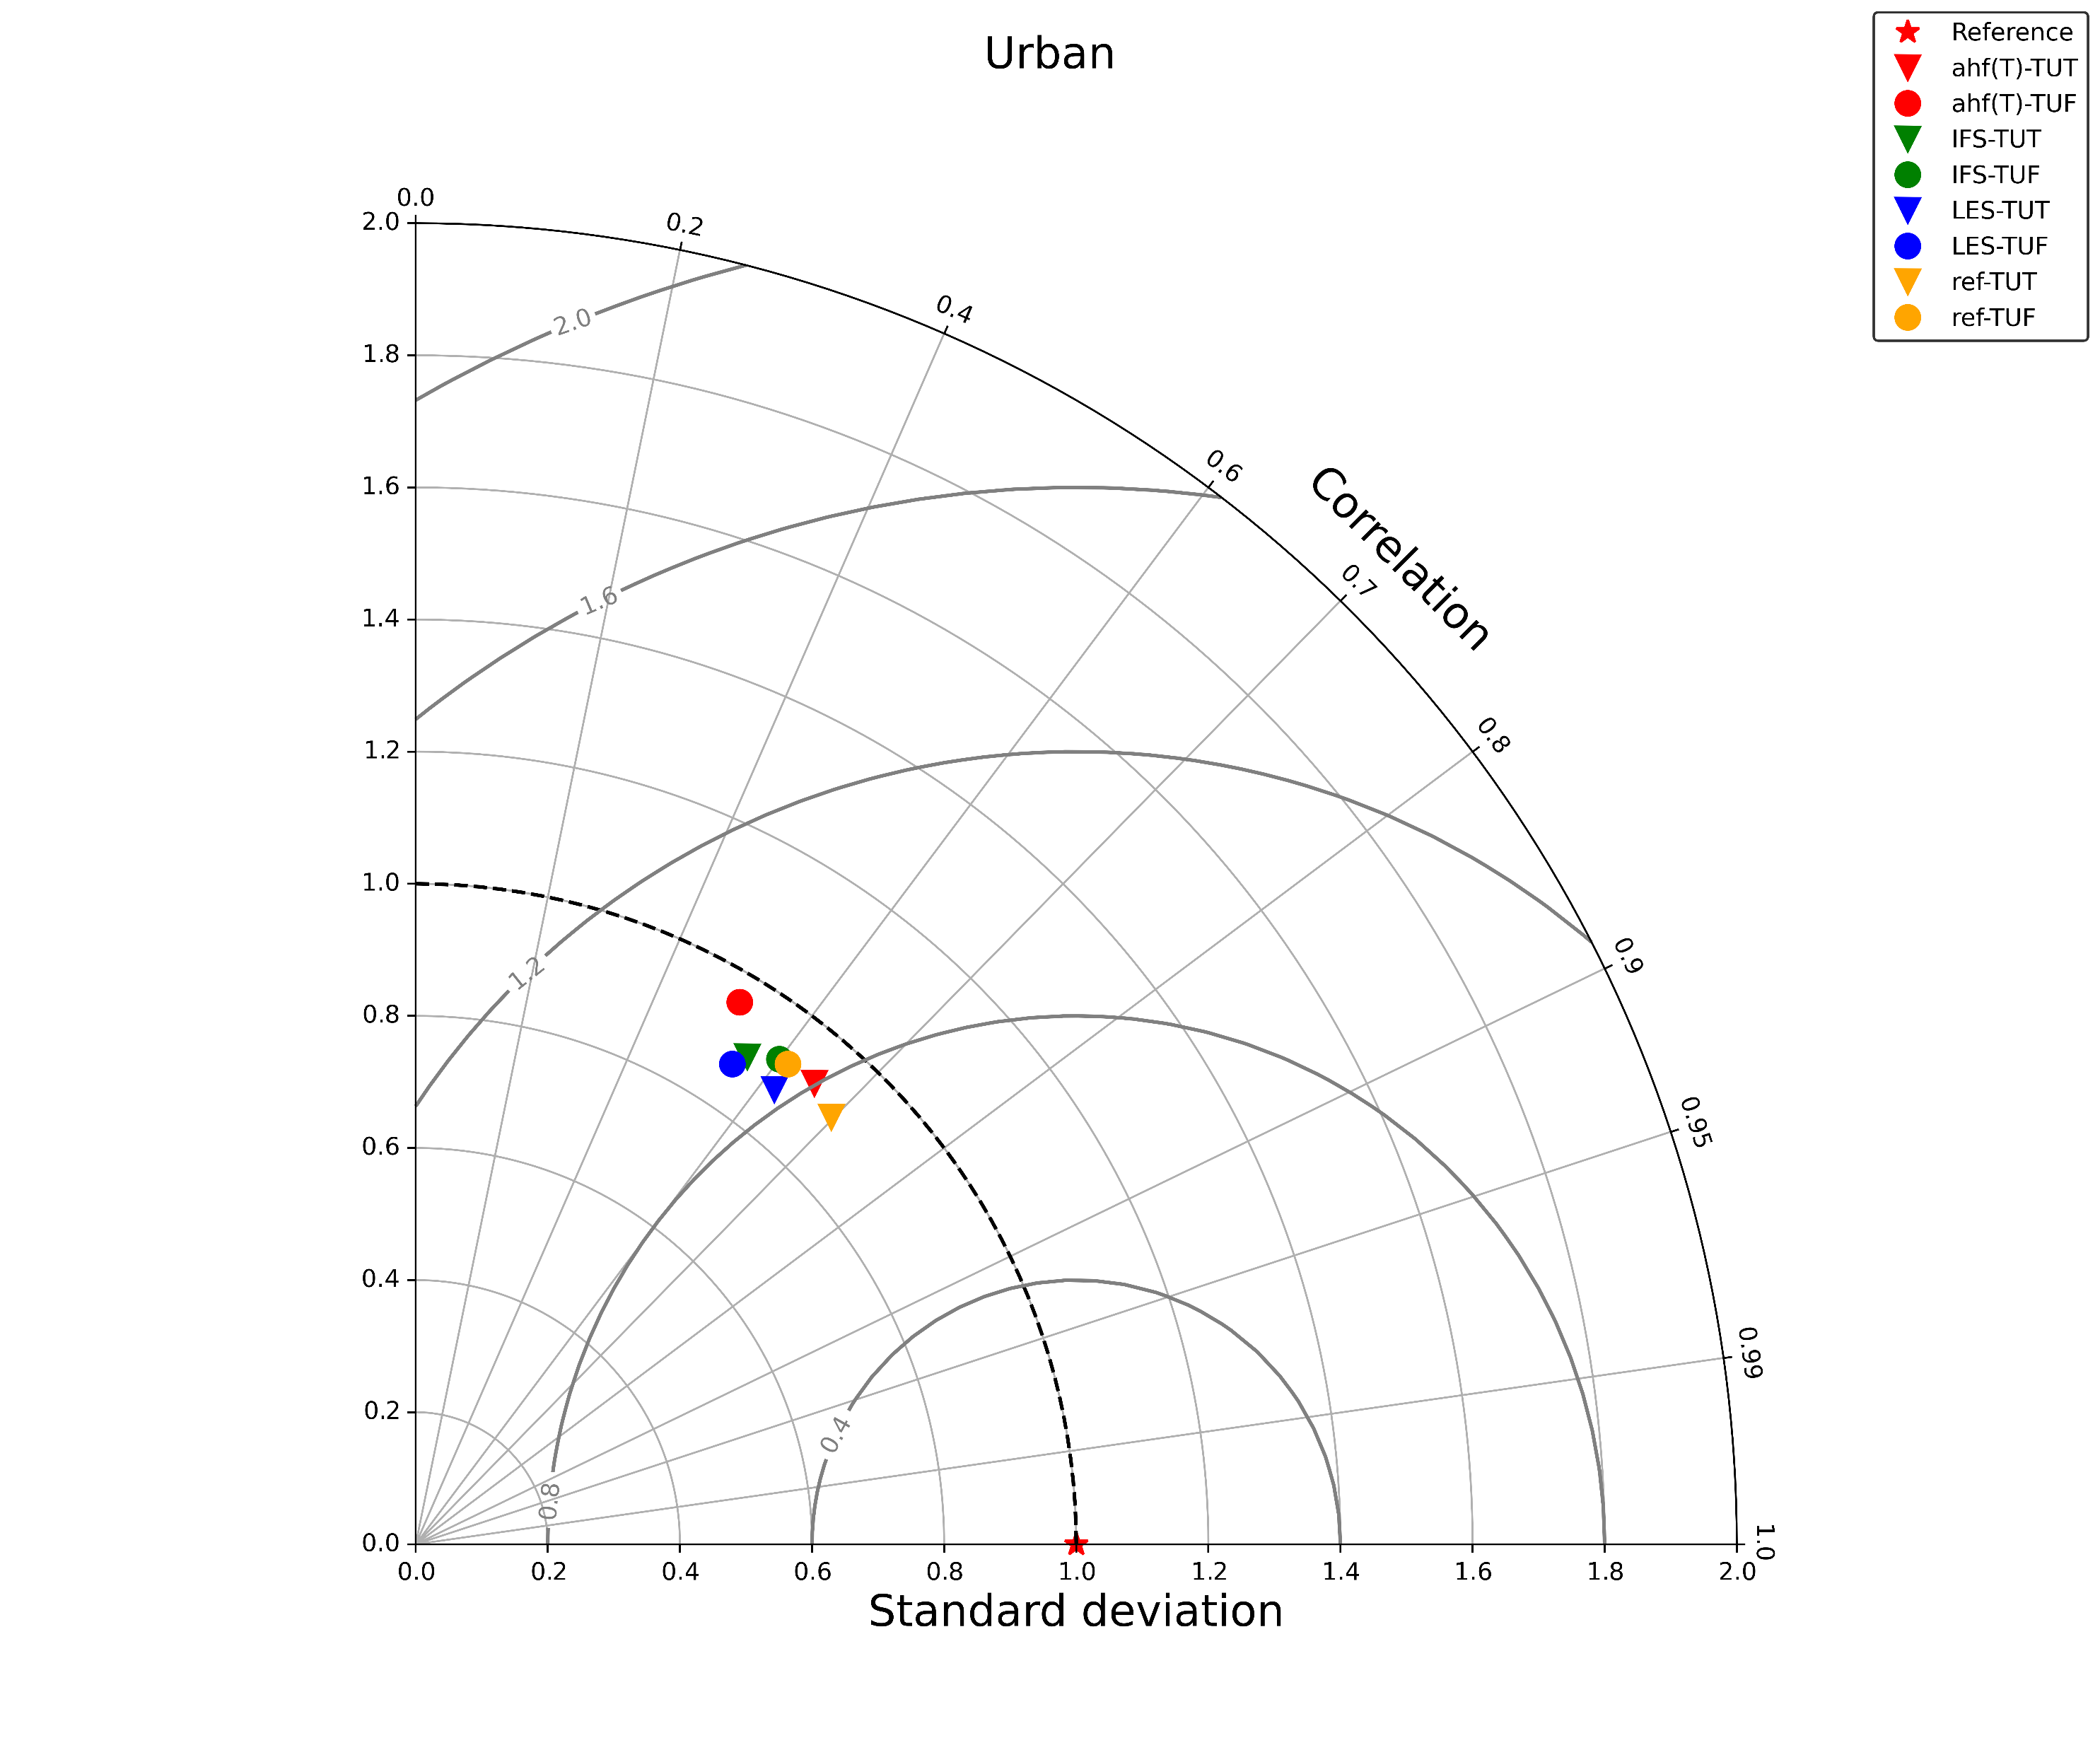 Urban
Reference
ahf(T)-TUT
ahf(T)-TUF
IFS-TUT
IFS-TUF
LES-TUT
LES-TUF
ref-TUT
ref-TUF
0.0
0.2
0.4
0.6
0.7
0.8
0.9
0.95
0.99
1.0
Correlation
2.0
1.8
1.6
1.4
1.2
1.0
0.8
0.6
0.4
0.2
0.0
2.0
1.6
1.2
0.8
0.4
0.0 0.2 0.4 0.6 0.8 1.0 1.2 1.4 1.6 1.8 2.0
Standard deviation